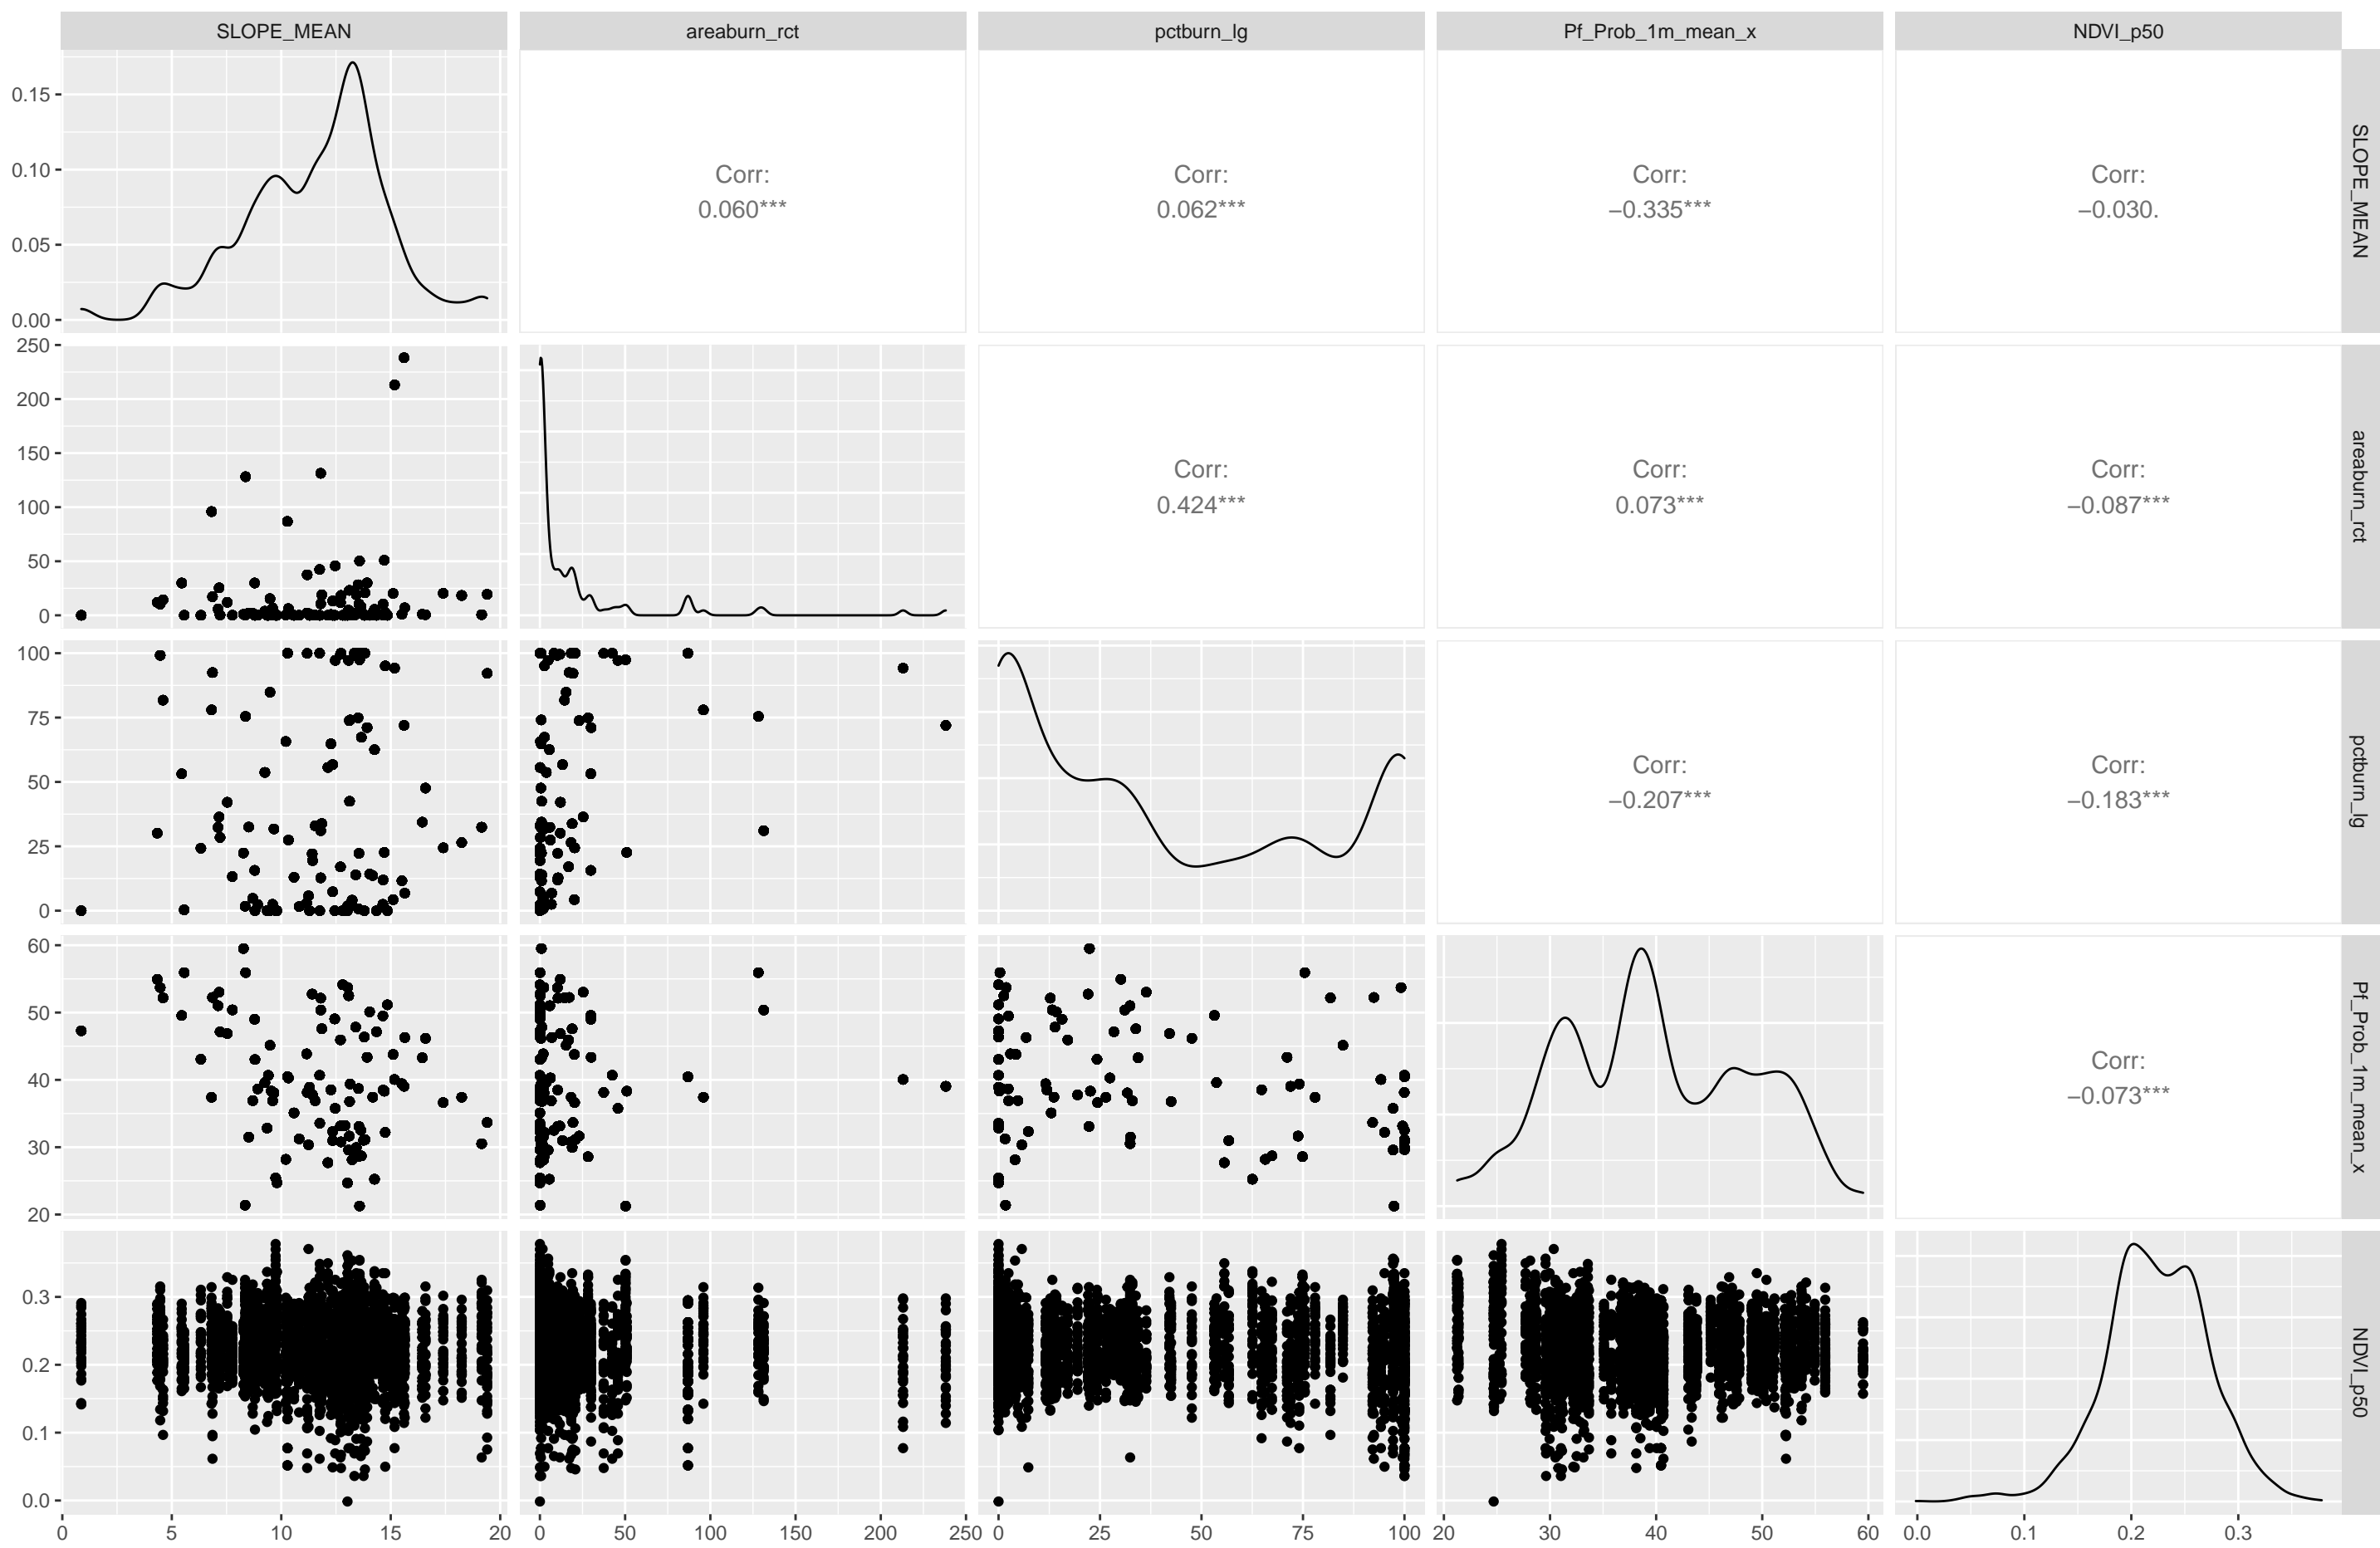 SLOPE_MEAN areaburn_rct pctburn_lg Pf_Prob_1m_mean_x NDVI_p50
0.15
0.10
0.05
0.00
Corr:
0.060***
Corr:
0.062***
Corr:
−0.335***
Corr:
−0.030.
SLOPE_MEAN
250
200
150
100
50
0
Corr:
0.424***
Corr:
0.073***
Corr:
−0.087***
areaburn_rct
100
75
50
25
0
Corr:
−0.207***
Corr:
−0.183***
pctburn_lg
60
50
40
30
20
Corr:
−0.073***
Pf_Prob_1m_mean_x
0.3
0.2
0.1
0.0
NDVI_p50
0 5 10 15 20 0 50 100 150 200 250 0 25 50 75 100 20 30 40 50 60 0.0 0.1 0.2 0.3